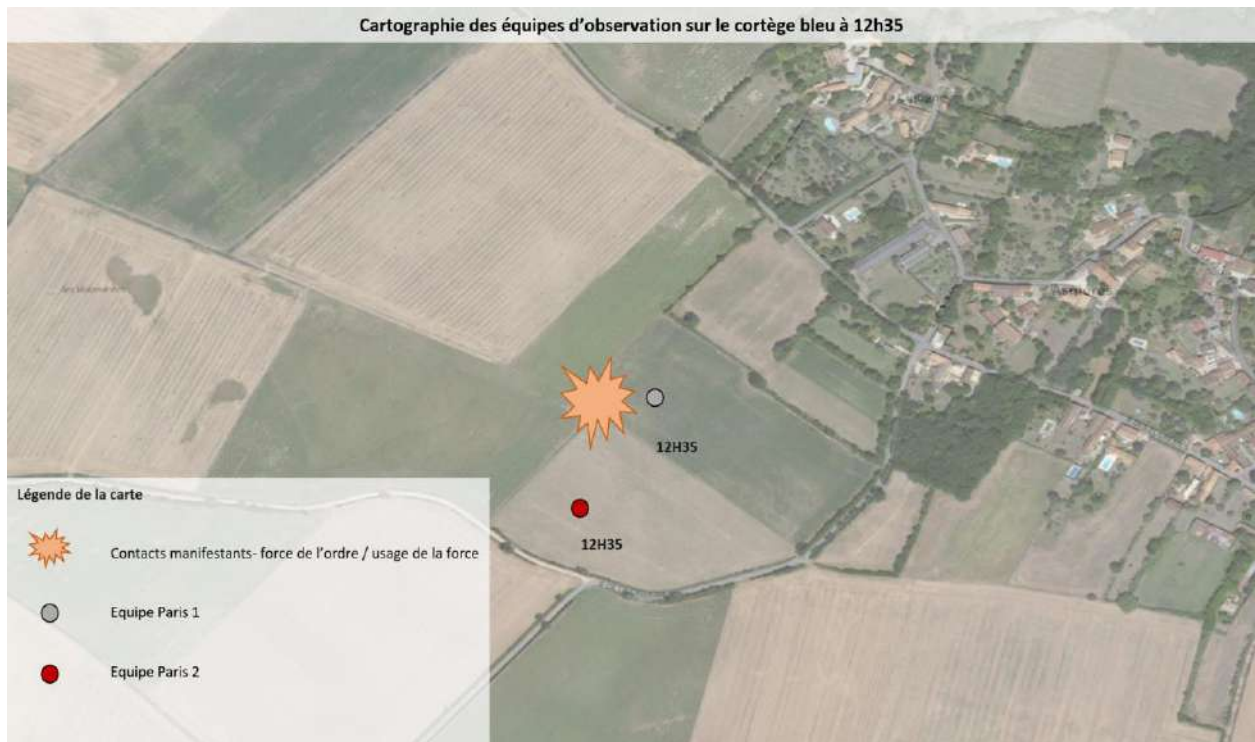 Cartographie des équipes d'observation sur le cortège bleu à 12h35
12H35
12H35
Légende de la carte
Contacts manifestants- force de l'ordre / usage de la force
Equipe Paris 1
Equipe Paris 2